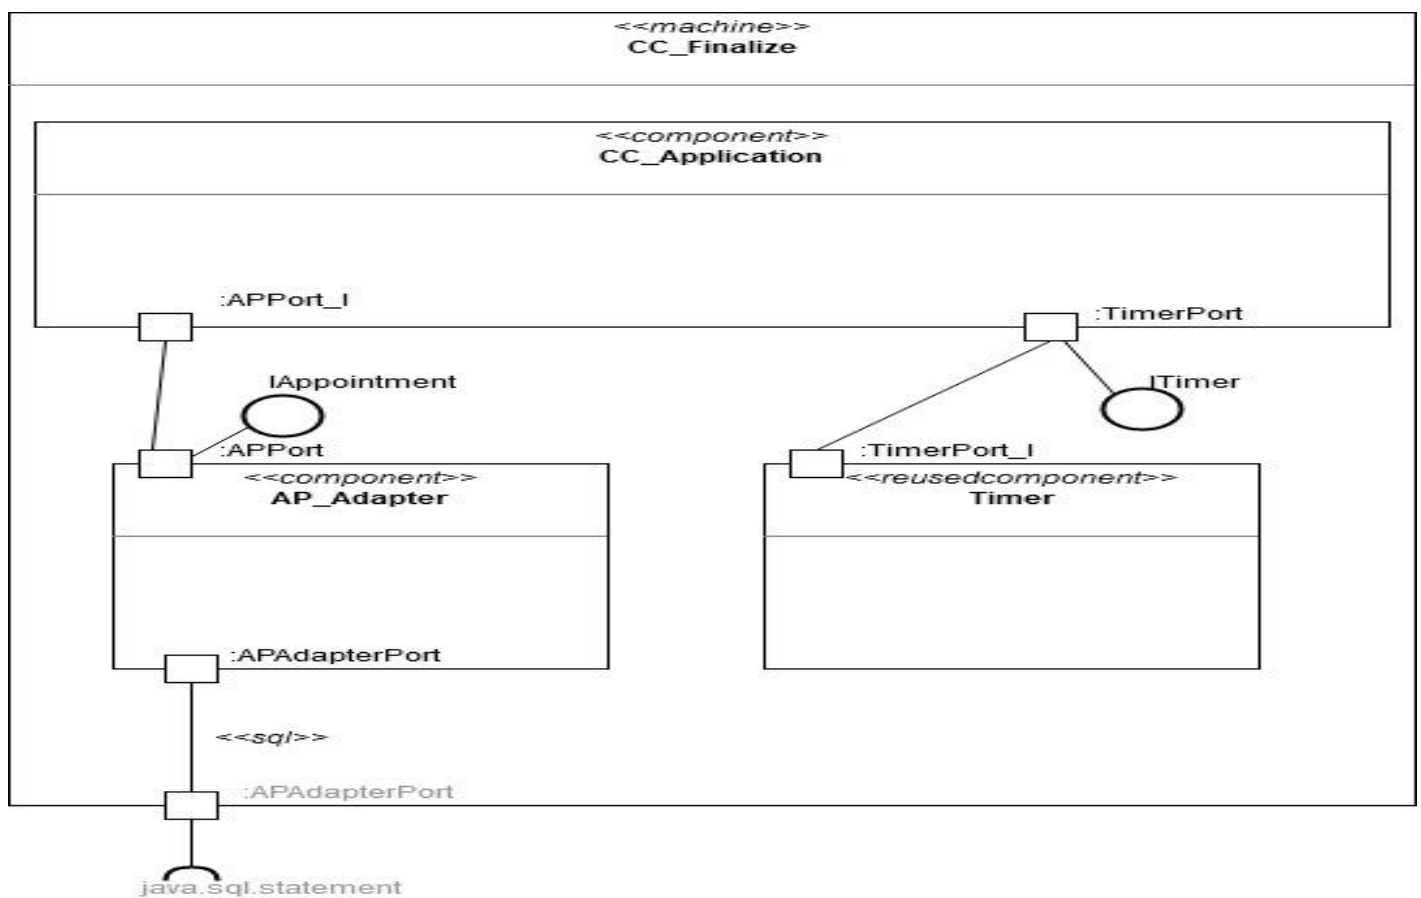 <<machine>>
CC_Finalize
<<component>>
CC_Application
:APPort_I
:TimerPort
IAppointment
ITimer
:APPort
:TimerPort_I
<<component>>
<<reusedcomponent>>
AP_Adapter
Timer
:APAdapterPort
<<sql>>
:APAdapterPort
java.sql.statement